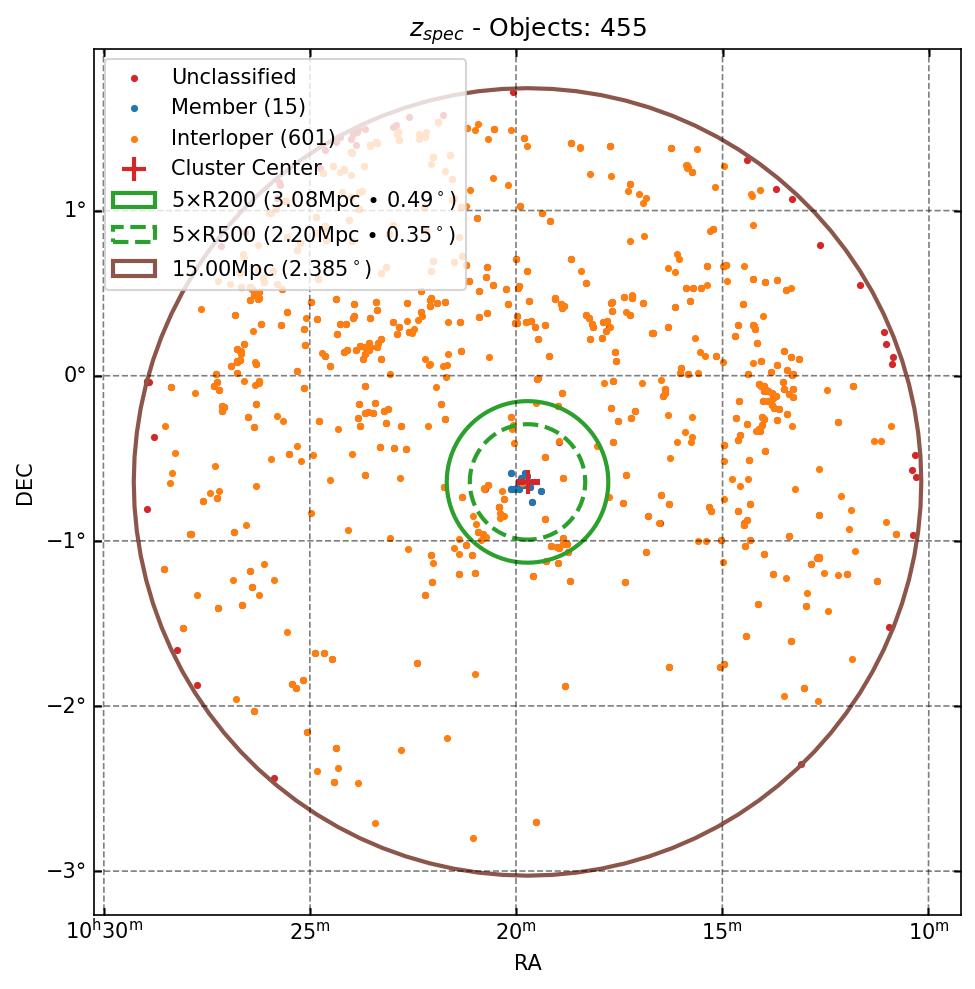 z_spec - Objects: 455
Unclassified
Member (15)
Interloper (601)
Cluster Center
5×R200 (3.08Mpc • 0.49°)
5×R500 (2.20Mpc • 0.35°)
15.00Mpc (2.385°)
1°
0°
−1°
−2°
−3°
DEC
10ʰ30ᵐ 25ᵐ 20ᵐ 15ᵐ 10ᵐ
RA